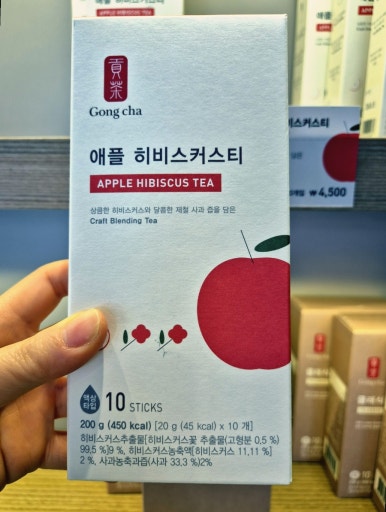 貢茶
Gong cha
애플 히비스커스티
APPLE HIBISCUS TEA
상큼한 히비스커스와 달콤한 제철 사과 즙을 담은
Craft Blending Tea
액상
타입
10 STICKS
200 g (450 kcal) [20 g (45 kcal) x 10 개]
히비스커스추출물[히비스커스꽃 추출물(고형분 0.5 %)
99.5 %]9 %, 히비스커스농축액[히비스커스 11.11 %]
2 %, 사과농축과즙(사과 33.3 %)2%
비스커스티
₩4,500